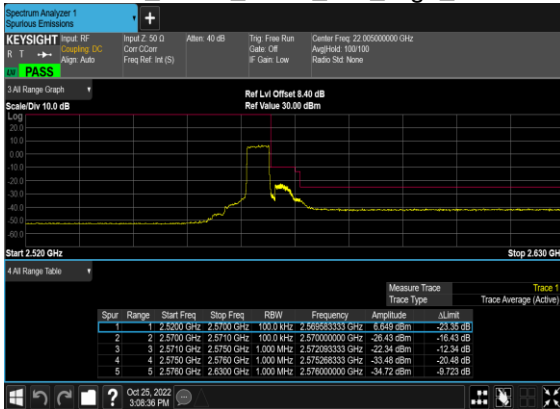 Spectrum Analyzer 1
Spurious Emissions
KEYSIGHT Input: RF Input Z: 50 Ω Atten: 40 dB Trig: Free Run Center Freq: 22.005000000 GHz
R T Coupling: DC Corr CCorr Gate: Off Avg|Hold: 100/100
Align: Auto Freq Ref: Int (S) IF Gain: Low Radio Std: None
PASS
3 All Range Graph
Ref Lvl Offset 8.40 dB
Scale/Div 10.0 dB Ref Value 30.00 dBm
Log
20.0
10.0
0.00
-10.0
-20.0
-30.0
-40.0
-50.0
-60.0
Start 2.520 GHz Stop 2.630 GH
4 All Range Table
Measure Trace Trace 1
Trace Type Trace Average (Active)
Spur Range Start Freq Stop Freq RBW Frequency Amplitude ΔLimit
1 1 2.5200 GHz 2.5700 GHz 100.0 kHz 2.569583333 GHz 6.649 dBm -23.35 dB
2 2 2.5700 GHz 2.5710 GHz 100.0 kHz 2.570000000 GHz -26.43 dBm -16.43 dB
3 3 2.5710 GHz 2.5750 GHz 1.000 MHz 2.572093333 GHz -22.34 dBm -12.34 dB
4 4 2.5750 GHz 2.5760 GHz 1.000 MHz 2.575268333 GHz -33.48 dBm -20.48 dB
5 5 2.5760 GHz 2.6300 GHz 1.000 MHz 2.576000000 GHz -34.72 dBm -9.723 dB
Oct 25, 2022
3:08:36 PM